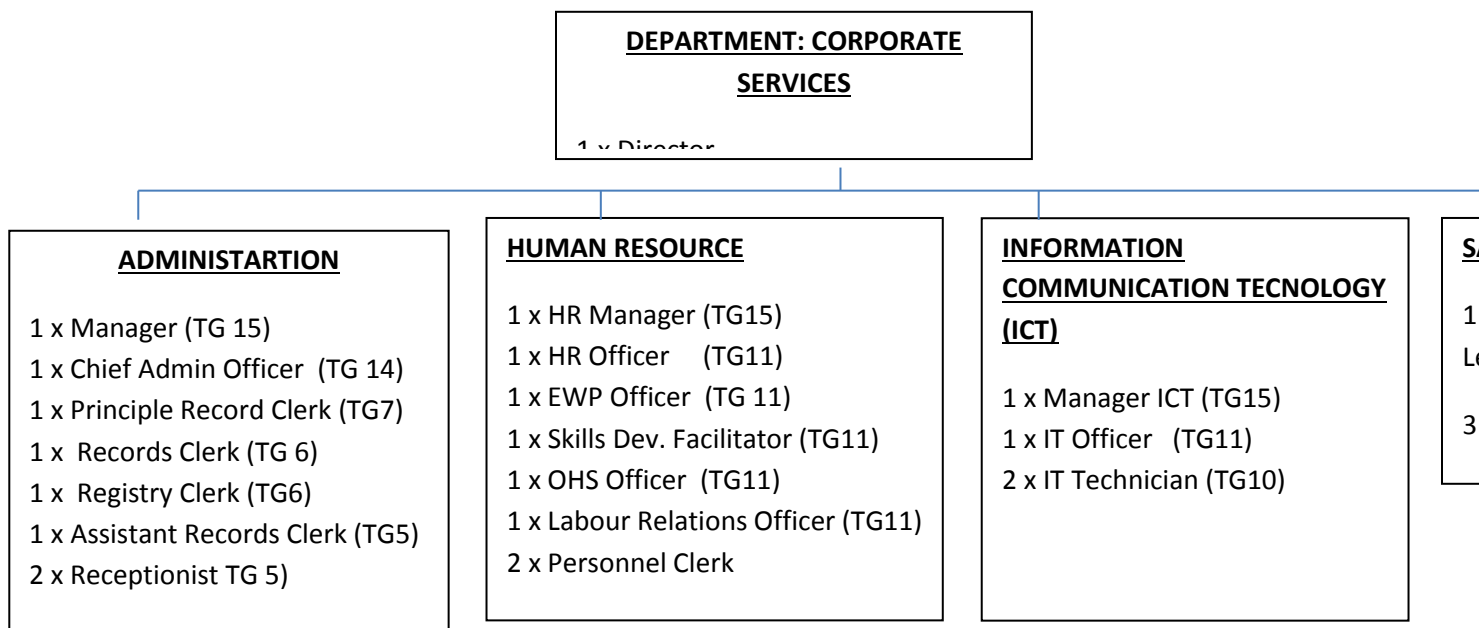 DEPARTMENT: CORPORATE
SERVICES
1 x Director
ADMINISTARTION
1 x Manager (TG 15)
1 x Chief Admin Officer (TG 14)
1 x Principle Record Clerk (TG7)
1 x Records Clerk (TG 6)
1 x Registry Clerk (TG6)
1 x Assistant Records Clerk (TG5)
2 x Receptionist TG 5)
HUMAN RESOURCE
1 x HR Manager (TG15)
1 x HR Officer (TG11)
1 x EWP Officer (TG 11)
1 x Skills Dev. Facilitator (TG11)
1 x OHS Officer (TG11)
1 x Labour Relations Officer (TG11)
2 x Personnel Clerk
INFORMATION
COMMUNICATION TECNOLOGY
(ICT)
1 x Manager ICT (TG15)
1 x IT Officer (TG11)
2 x IT Technician (TG10)
1
3